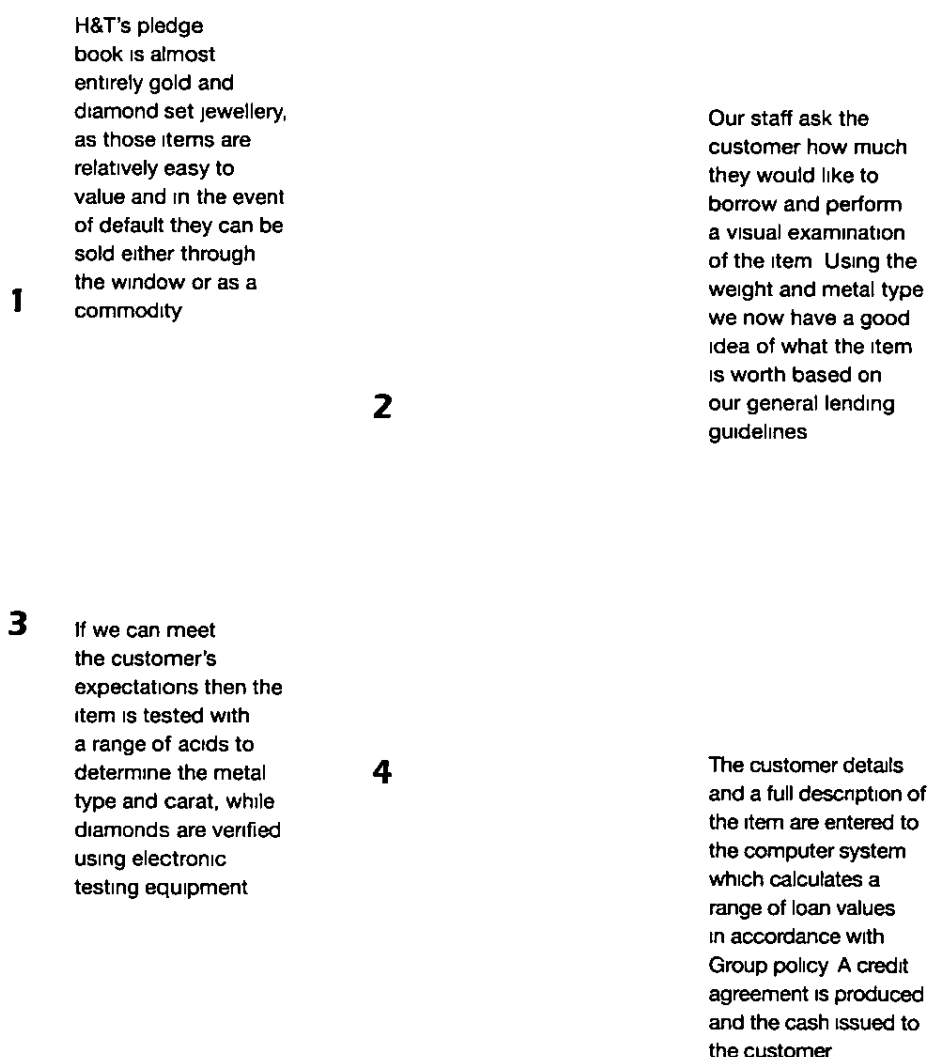 H&T's pledge
book is almost
entirely gold and
diamond set jewellery,
as those items are
relatively easy to
value and in the event
of default they can be
sold either through
the window or as a
commodity
1
Our staff ask the
customer how much
they would like to
borrow and perform
a visual examination
of the item Using the
weight and metal type
we now have a good
idea of what the item
is worth based on
our general lending
guidelines
2
3
If we can meet
the customer's
expectations then the
item is tested with
a range of acids to
determine the metal
type and carat, while
diamonds are verified
using electronic
testing equipment
4
The customer details
and a full description of
the item are entered to
the computer system
which calculates a
range of loan values
in accordance with
Group policy A credit
agreement is produced
and the cash issued to
the customer